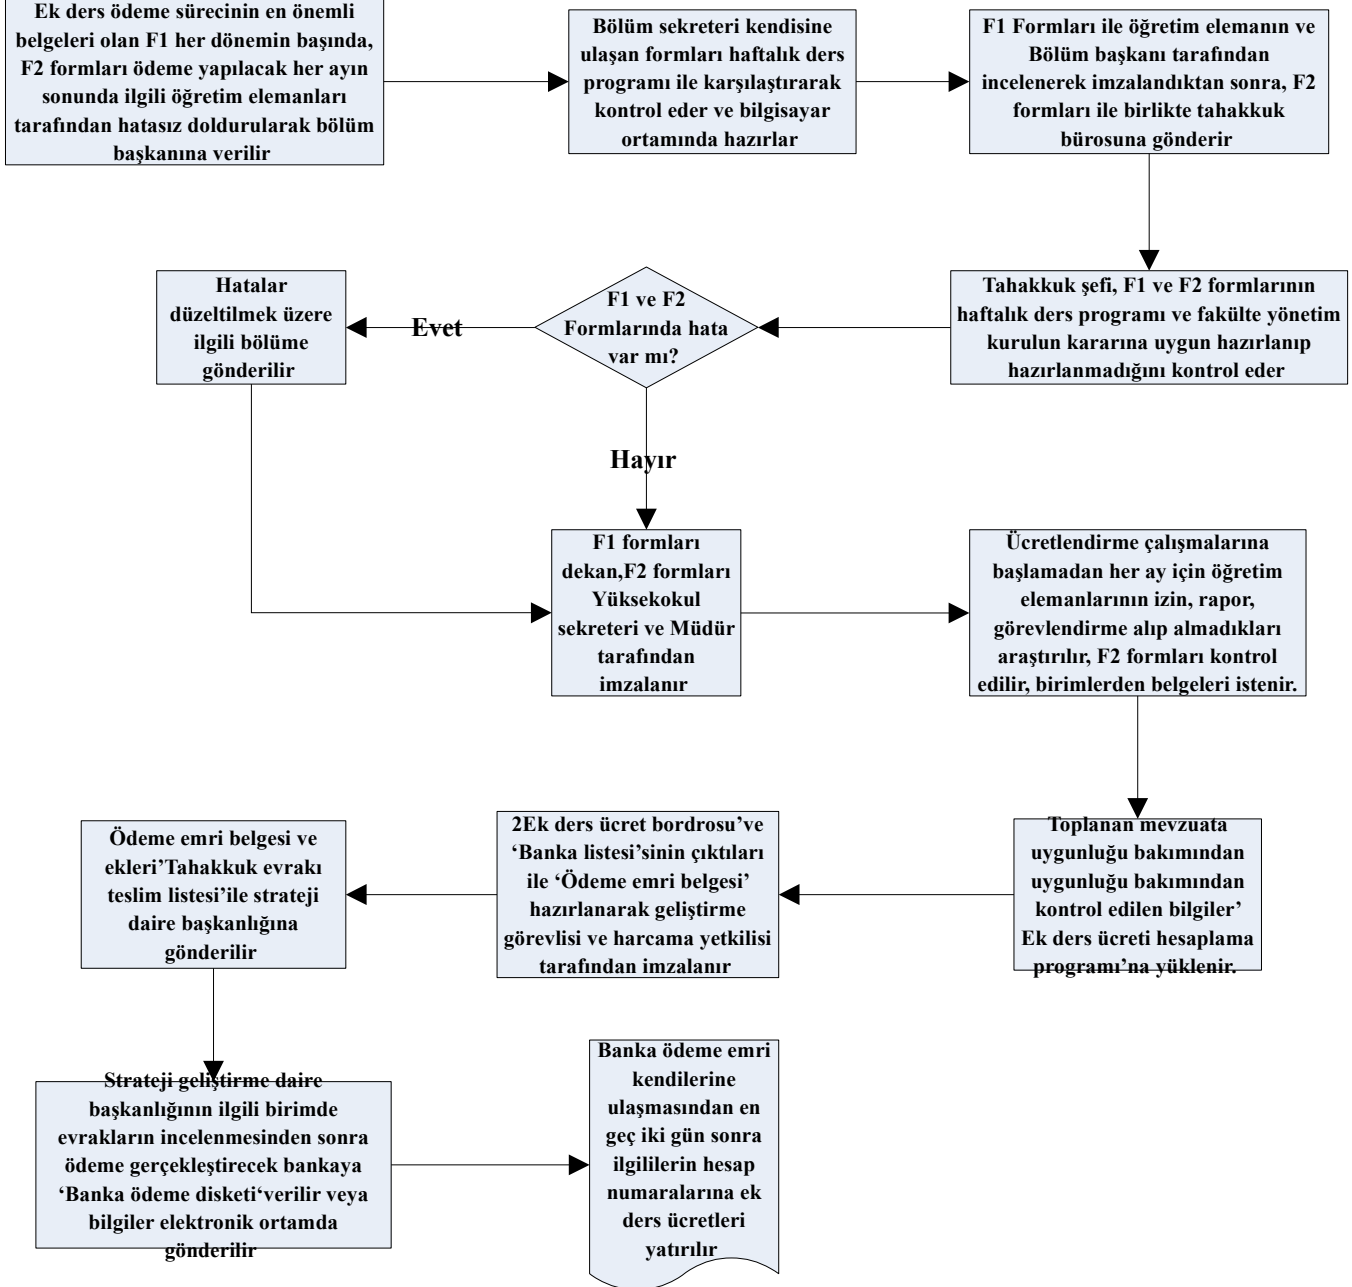 Ek ders ödeme sürecinin en önemli
belgeleri olan F1 her dönemin başında,
F2 formları ödeme yapılacak her ayın
sonunda ilgili öğretim elemanları
tarafından hatasız doldurularak bölüm
başkanına verilir
Bölüm sekreteri kendisine
ulaşan formları haftalık ders
programı ile karşılaştırarak
kontrol eder ve bilgisayar
ortamında hazırlar
F1 Formları ile öğretim elemanın ve
Bölüm başkanı tarafından
incelenerek imzalandıktan sonra, F2
formları ile birlikte tahakkuk
bürosuna gönderir
Hatalar
düzeltilmek üzere
ilgili bölüme
gönderilir
Evet
F1 ve F2
Formlarında hata
var mı?
Tahakkuk şefi, F1 ve F2 formlarının
haftalık ders programı ve fakülte yönetim
kurulun kararına uygun hazırlanıp
hazırlanmadığını kontrol eder
Hayır
F1 formları
dekan,F2 formları
Yüksekokul
sekreteri ve Müdür
tarafından
imzalanır
Ücretlendirme çalışmalarına
başlamadan her ay için öğretim
elemanlarının izin, rapor,
görevlendirme alıp almadıkları
araştırılır, F2 formları kontrol
edilir, birimlerden belgeleri istenir.
Ödeme emri belgesi ve
ekleri’Tahakkuk evrakı
teslim listesi’ile strateji
daire başkanlığına
gönderilir
2Ek ders ücret bordrosu’ve
‘Banka listesi’sinin çıktıları
ile ‘Ödeme emri belgesi’
hazırlanarak geliştirme
görevlisi ve harcama yetkilisi
tarafından imzalanır
Toplanan mevzuata
uygunluğu bakımından
uygunluğu bakımından
kontrol edilen bilgiler’
Ek ders ücreti hesaplama
programı’na yüklenir.
Strateji geliştirme daire
başkanlığının ilgili birimde
evrakların incelenmesinden sonra
ödeme gerçekleştirecek bankaya
‘Banka ödeme disketi‘verilir veya
bilgiler elektronik ortamda
gönderilir
Banka ödeme emri
kendilerine
ulaşmasından en
geç iki gün sonra
ilgililerin hesap
numaralarına ek
ders ücretleri
yatırılır